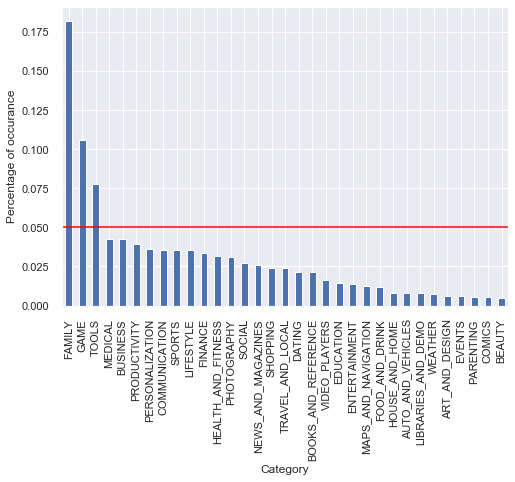 0.175
0.150
0.125
0.100
0.075
0.050
0.025
0.000
Percentage of occurance
FAMILY
GAME
TOOLS
MEDICAL
BUSINESS
PRODUCTIVITY
PERSONALIZATION
COMMUNICATION
SPORTS
LIFESTYLE
FINANCE
HEALTH_AND_FITNESS
PHOTOGRAPHY
SOCIAL
NEWS_AND_MAGAZINES
SHOPPING
TRAVEL_AND_LOCAL
DATING
BOOKS_AND_REFERENCE
VIDEO_PLAYERS
EDUCATION
ENTERTAINMENT
MAPS_AND_NAVIGATION
FOOD_AND_DRINK
HOUSE_AND_HOME
AUTO_AND_VEHICLES
LIBRARIES_AND_DEMO
WEATHER
ART_AND_DESIGN
EVENTS
PARENTING
COMICS
BEAUTY
Category